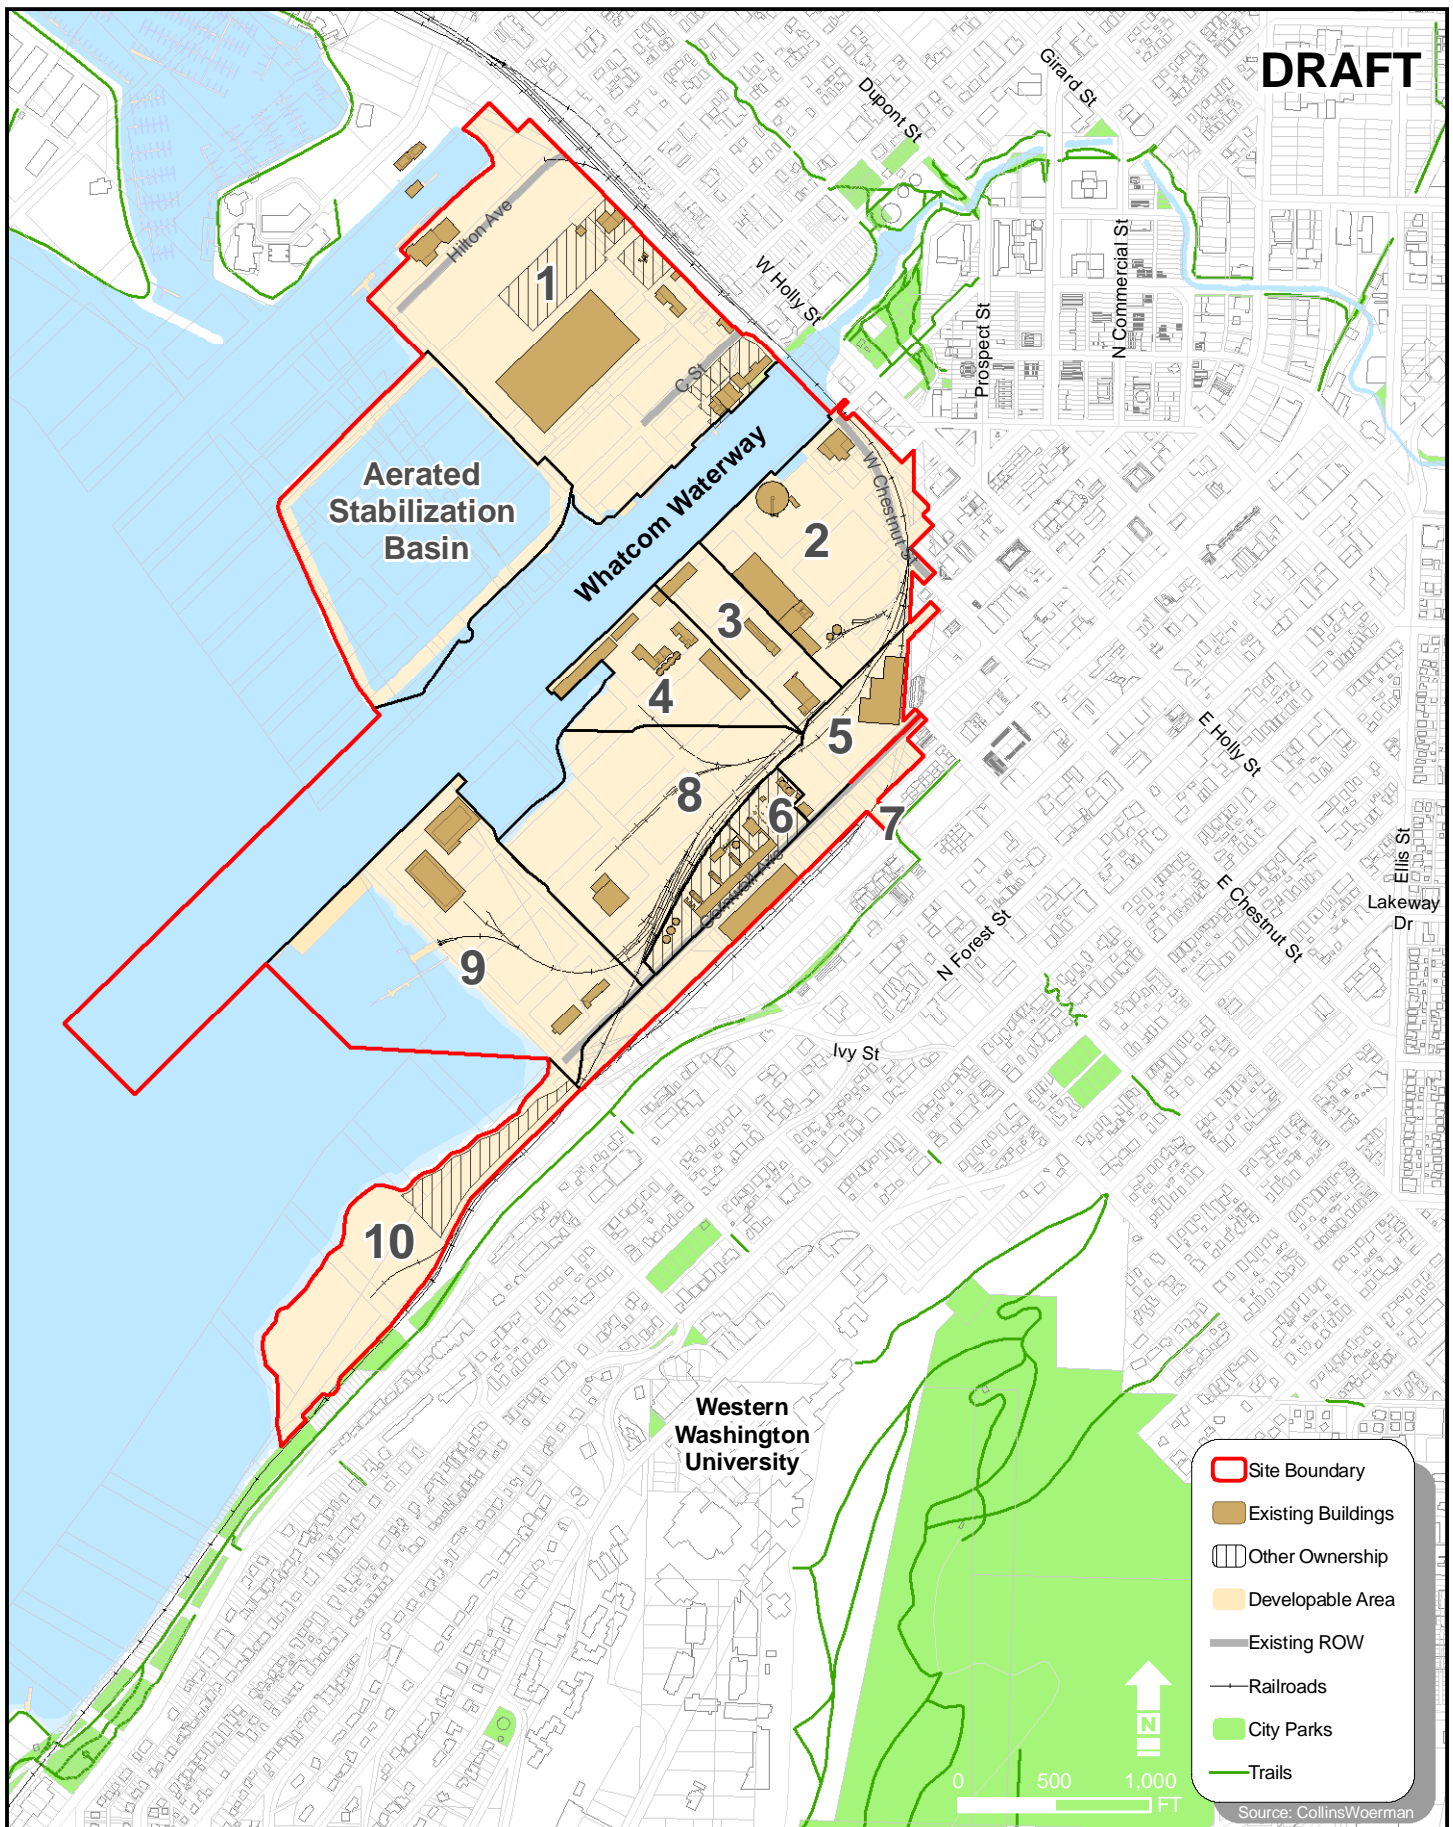 DRAFT
Girard St
Dupont St
Hilton Ave
1
W Holly St
N Commercial St
Prospect St
C St
Aerated
Stabilization
Basin
Whatcom Waterway
W Chestnut St
2
3
4
5
E Holly St
8
6
7
Cornwall Ave
Ellis St
E Chestnut St
Lakeway
Dr
N Forest St
9
Ivy St
10
Western
Washington
University
Site Boundary
Existing Buildings
Other Ownership
Developable Area
Existing ROW
Railroads
City Parks
Trails
N
0 500 1,000
FT
Source: CollinsWoerman